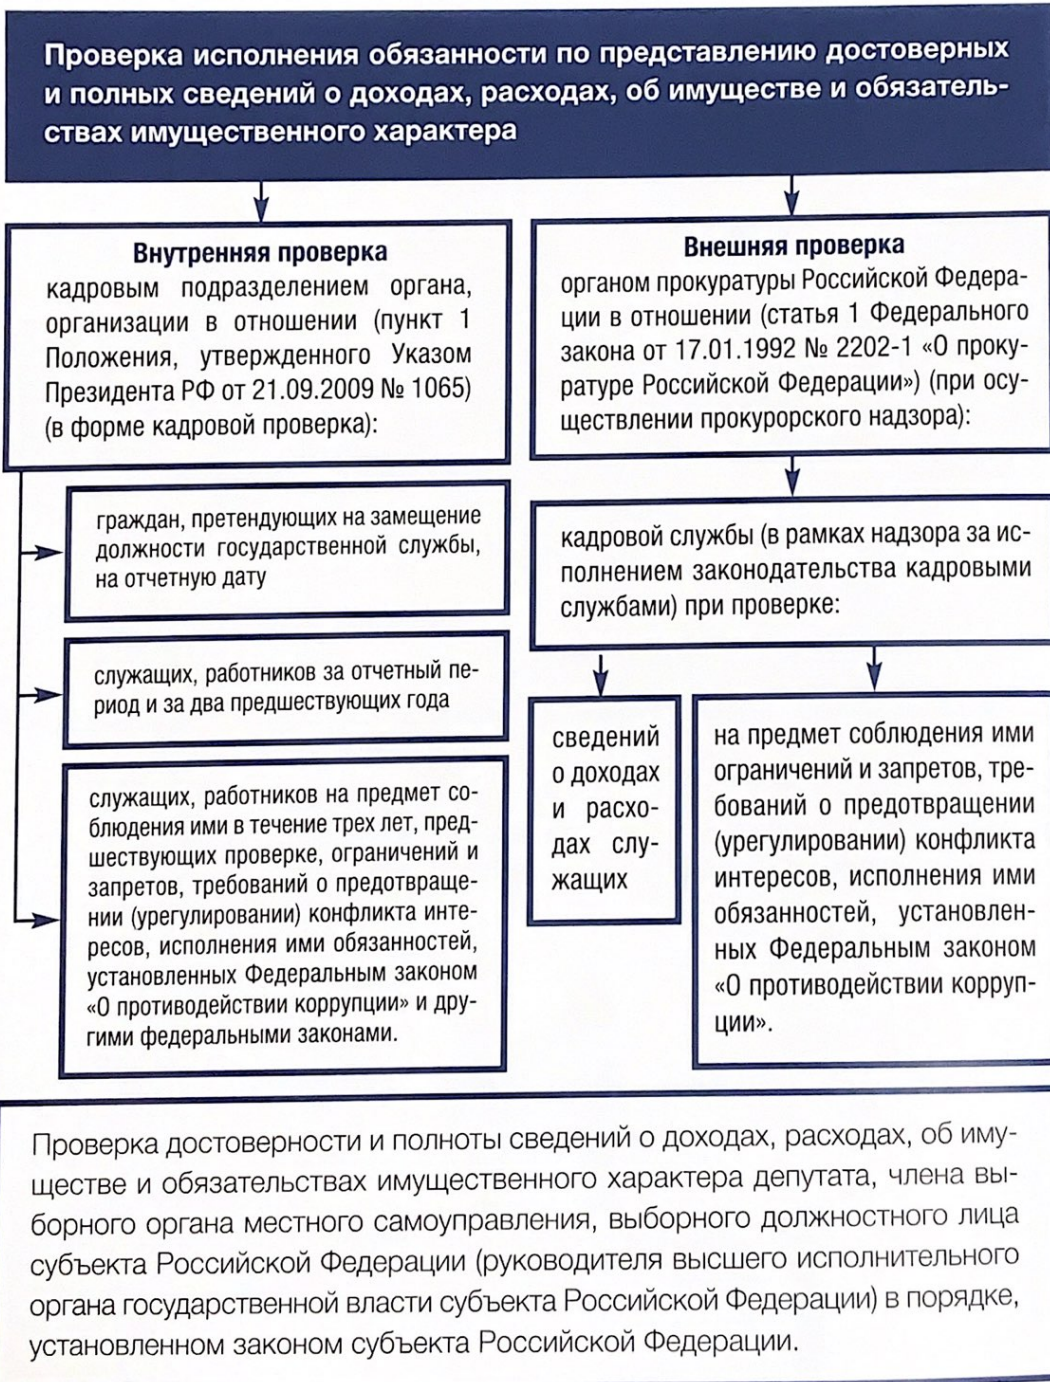 Проверка исполнения обязанности по представлению достоверных
и полных сведений о доходах, расходах, об имуществе и обязатель-
ствах имущественного характера
Внутренняя проверка
кадровым подразделением органа,
организации в отношении (пункт 1
Положения, утвержденного Указом
Президента РФ от 21.09.2009 № 1065)
(в форме кадровой проверка):
граждан, претендующих на замещение
должности государственной службы,
на отчетную дату
служащих, работников за отчетный пе-
риод и за два предшествующих года
служащих, работников на предмет со-
блюдения ими в течение трех лет, пред-
шествующих проверке, ограничений и
запретов, требований о предотвраще-
нии (урегулировании) конфликта инте-
ресов, исполнения ими обязанностей,
установленных Федеральным законом
«О противодействии коррупции» и дру-
гими федеральными законами.
Внешняя проверка
органом прокуратуры Российской Федера-
ции в отношении (статья 1 Федерального
закона от 17.01.1992 № 2202-1 «О проку-
ратуре Российской Федерации») (при осу-
ществлении прокурорского надзора):
кадровой службы (в рамках надзора за ис-
полнением законодательства кадровыми
службами) при проверке:
сведений
о доходах
и расхо-
дах слу-
жащих
на предмет соблюдения ими
ограничений и запретов, тре-
бований о предотвращении
(урегулировании) конфликта
интересов, исполнения ими
обязанностей, установлен-
ных Федеральным законом
«О противодействии корруп-
ции».
Проверка достоверности и полноты сведений о доходах, расходах, об иму-
ществе и обязательствах имущественного характера депутата, члена вы-
борного органа местного самоуправления, выборного должностного лица
субъекта Российской Федерации (руководителя высшего исполнительного
органа государственной власти субъекта Российской Федерации) в порядке,
установленном законом субъекта Российской Федерации.